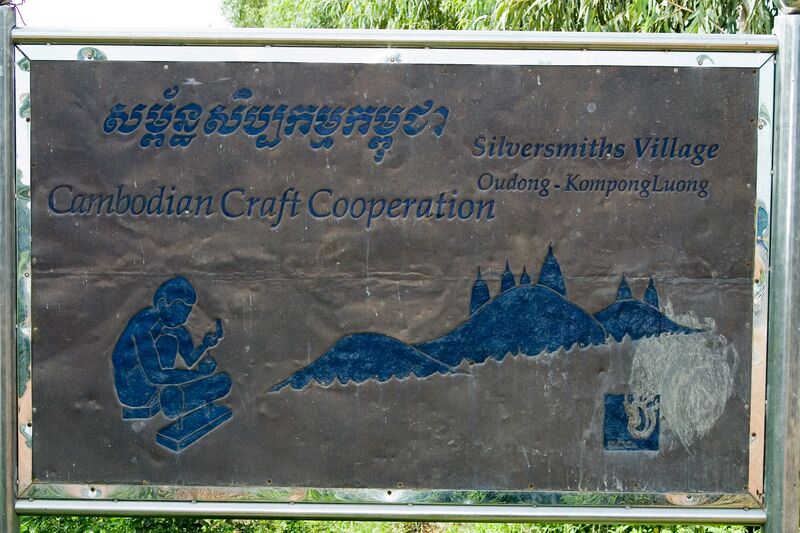 សម្ព័ន្ធសិប្បកម្មកម្ពុជា
Cambodian Craft Cooperation
Silversmiths Village
Oudong - KompongLuong